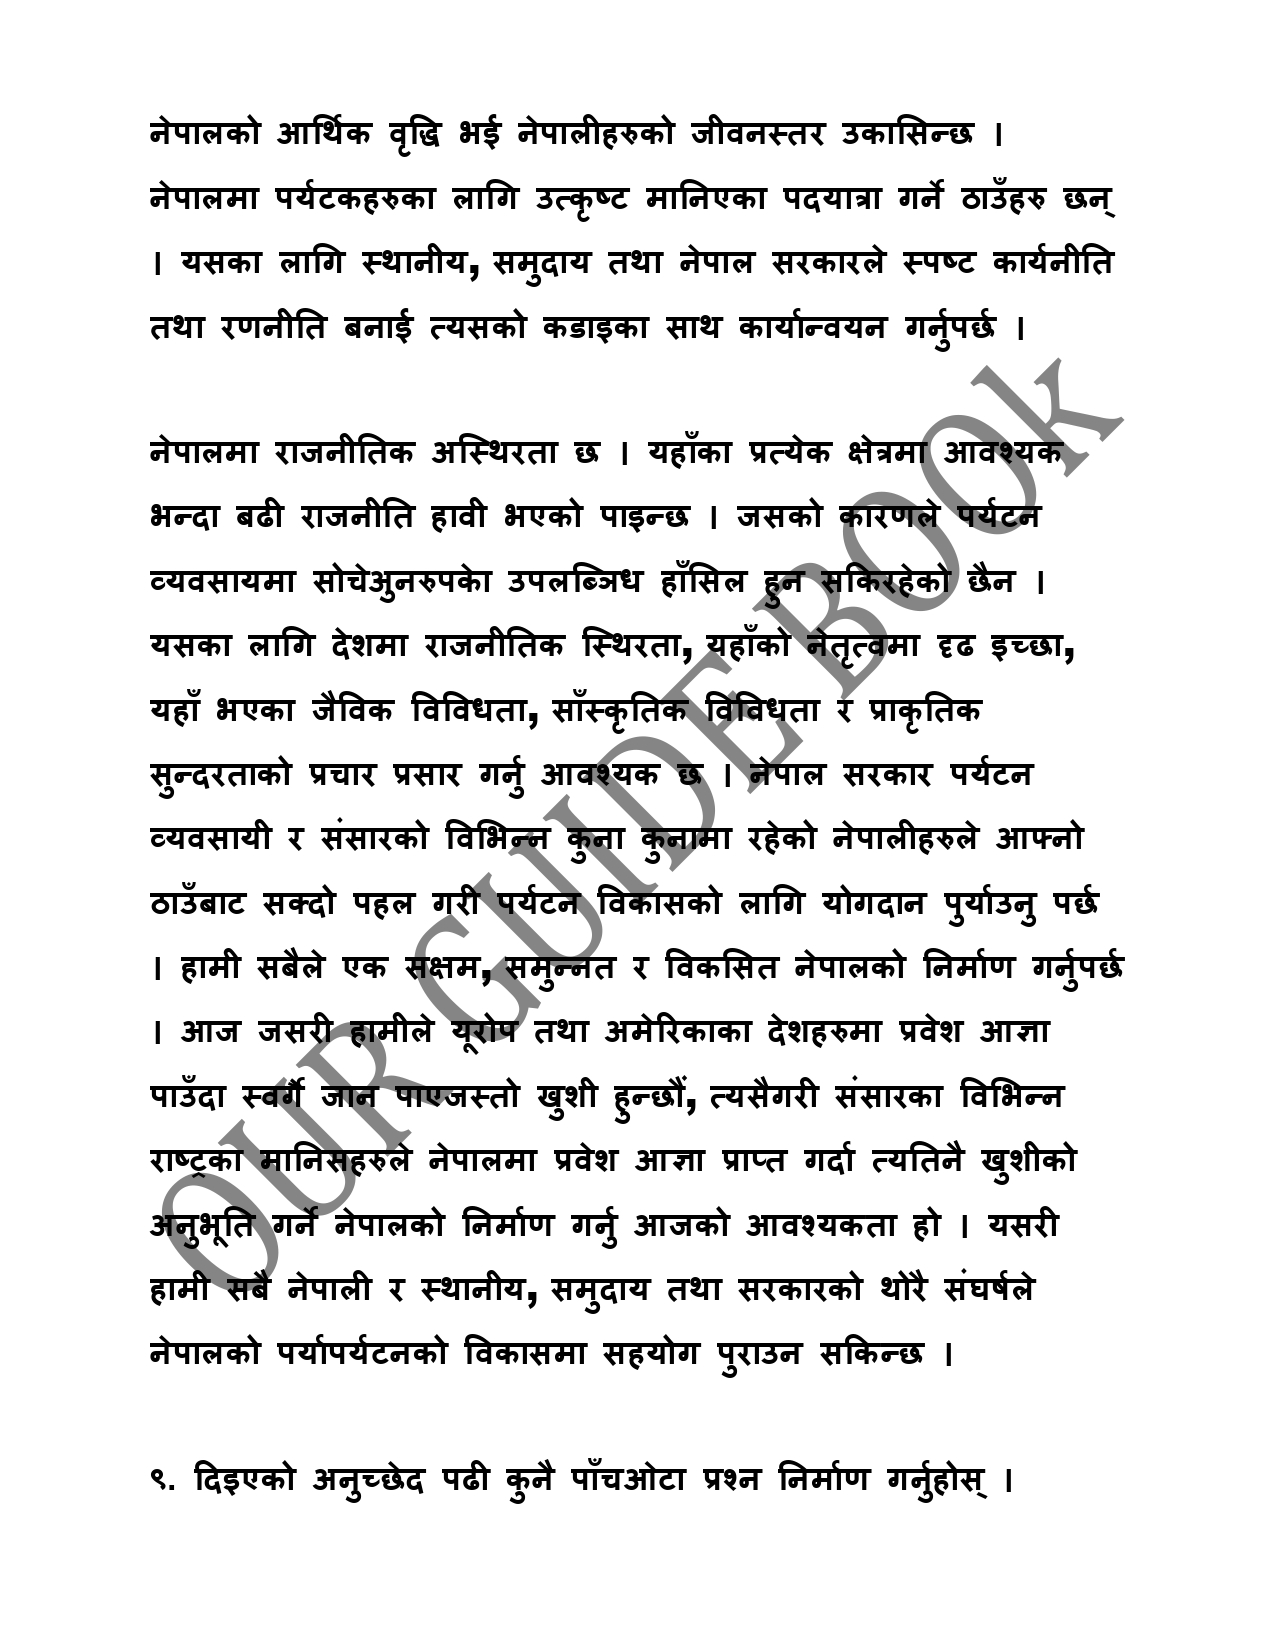 नेपालको आर्थिक वृद्धि भई नेपालीहरुको जीवनस्तर उकासिन्छ ।
नेपालमा पर्यटकहरुका लागि उत्कृष्ट मानिएका पदयात्रा गर्ने ठाउँहरु छन्
। यसका लागि स्थानीय, समुदाय तथा नेपाल सरकारले स्पष्ट कार्यनीति
तथा रणनीति बनाई त्यसको कडाइका साथ कार्यान्वयन गर्नुपर्छ ।
नेपालमा राजनीतिक अस्थिरता छ । यहाँका प्रत्येक क्षेत्रमा आवश्यक
भन्दा बढी राजनीति हावी भएको पाइन्छ । जसको कारणले पर्यटन
व्यवसायमा सोचेअुनरुपकेा उपलब्ञिध हाँसिल हुन सकिरहेको छैन ।
यसका लागि देशमा राजनीतिक स्थिरता, यहाँको नेतृत्वमा दृढ इच्छा,
यहाँ भएका जैविक विविधता, साँस्कृतिक विविधता र प्राकृतिक
सुन्दरताको प्रचार प्रसार गर्नु आवश्यक छ । नेपाल सरकार पर्यटन
व्यवसायी र संसारको विभिन्न कुना कुनामा रहेको नेपालीहरुले आफ्नो
ठाउँबाट सक्दो पहल गरी पर्यटन विकासको लागि योगदान पुर्याउनु पर्छ
। हामी सबैले एक सक्षम, समुन्नत र विकसित नेपालको निर्माण गर्नुपर्छ
। आज जसरी हामीले यूरोप तथा अमेरिकाका देशहरुमा प्रवेश आज्ञा
पाउँदा स्वर्गै जान पाएजस्तो खुशी हुन्छौं, त्यसैगरी संसारका विभिन्न
राष्ट्रका मानिसहरुले नेपालमा प्रवेश आज्ञा प्राप्त गर्दा त्यतिनै खुशीको
अनुभूति गर्ने नेपालको निर्माण गर्नु आजको आवश्यकता हो । यसरी
हामी सबै नेपाली र स्थानीय, समुदाय तथा सरकारको थोरै संघर्षले
नेपालको पर्यापर्यटनको विकासमा सहयोग पुराउन सकिन्छ ।
९. दिइएको अनुच्छेद पढी कुनै पाँचओटा प्रश्न निर्माण गर्नुहोस् ।
OUR GUIDE BOOk